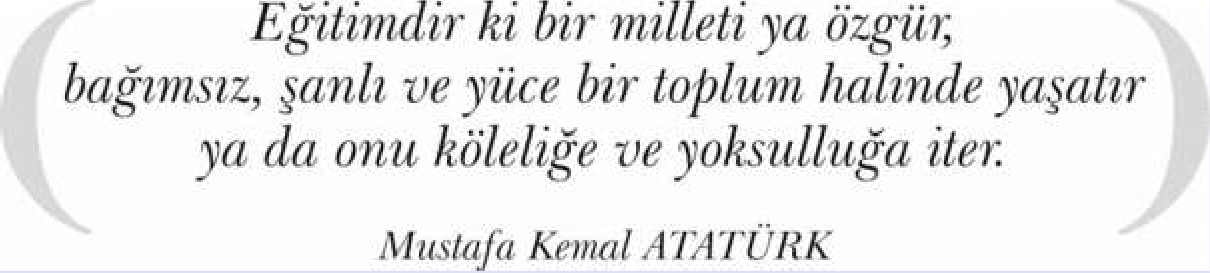 Eğitimdir ki bir milleti ya özgür,
bağımsız, şanlı ve yüce bir toplum halinde yaşatır
ya da onu köleliğe ve yoksulluğa iter.
Mustafa Kemal ATATÜRK